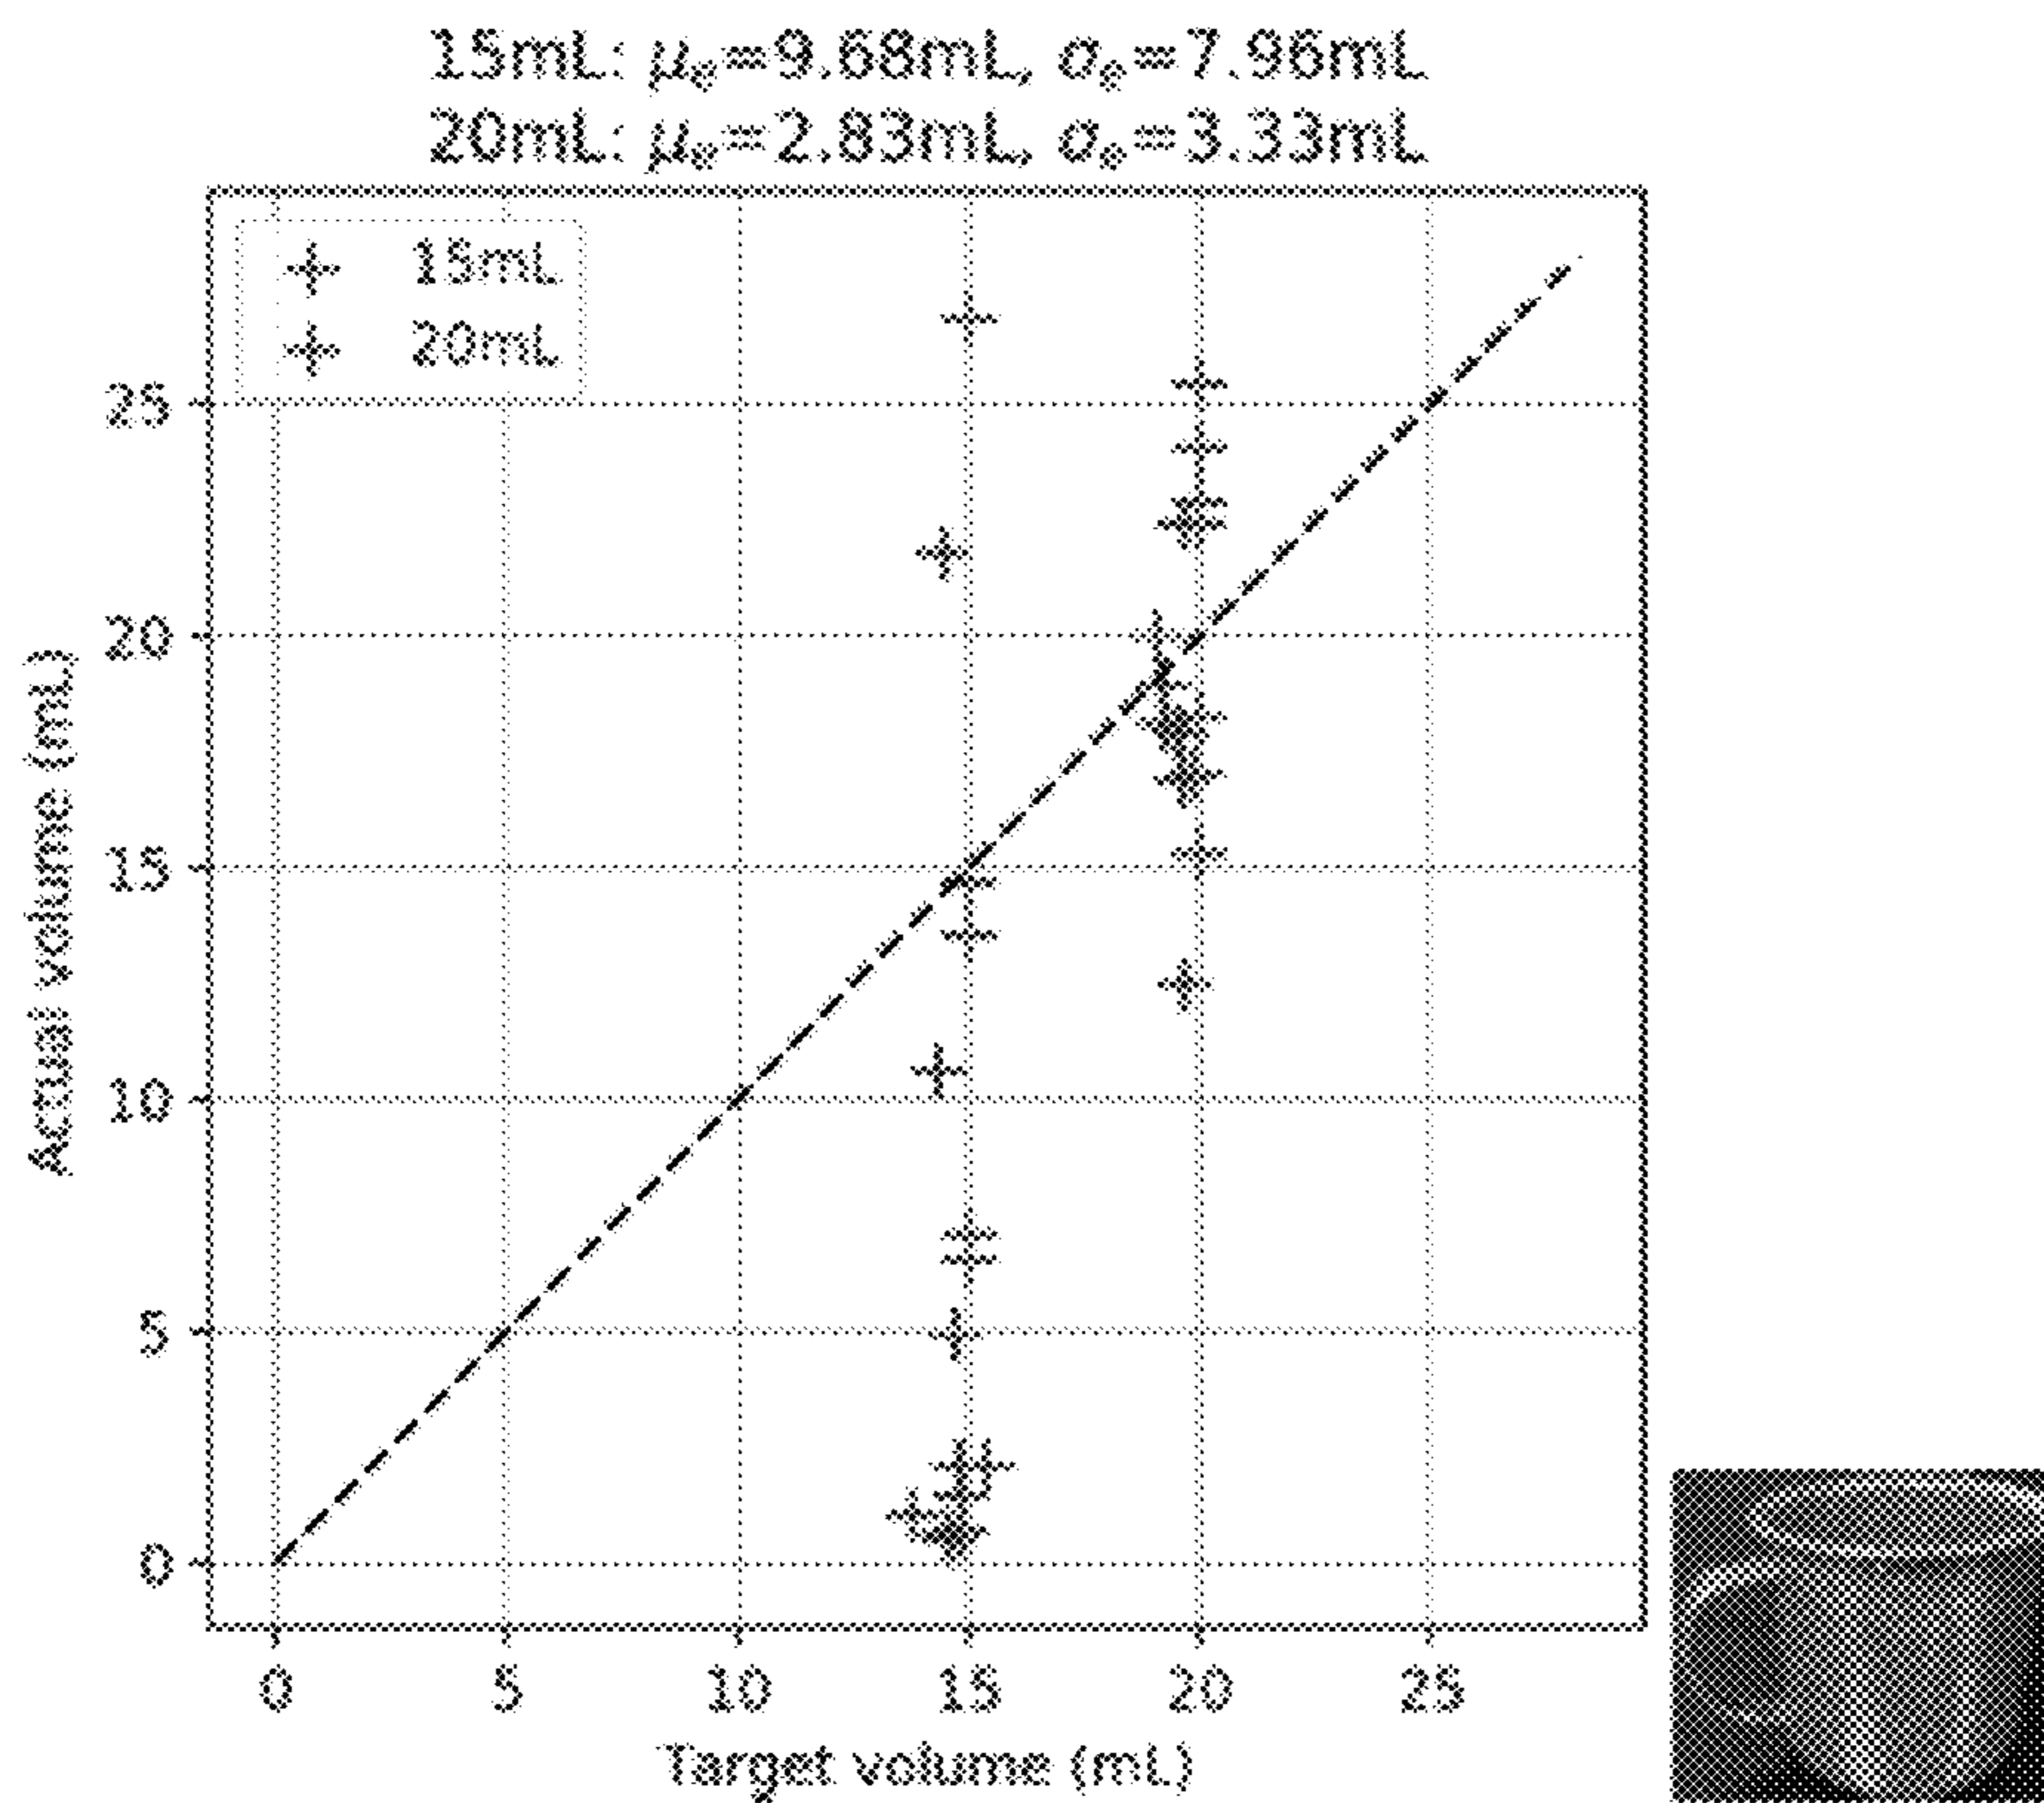 15mL: μₑ=9.68mL, σₑ=7.96mL
20mL: μₑ=2.83mL, σₑ=3.33mL
15mL
20mL
25
20
15
10
5
0
Actual volume (mL)
0 5 10 15 20 25
Target volume (mL)